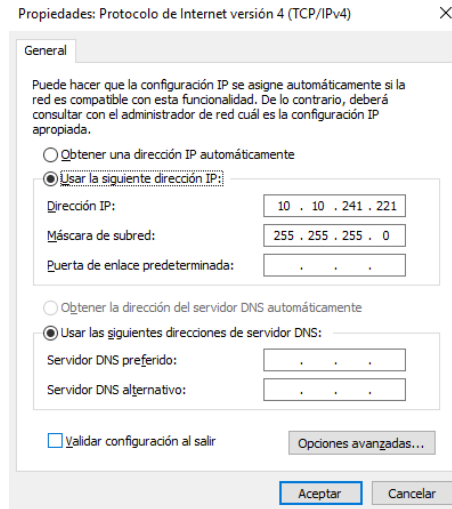 Propiedades: Protocolo de Internet versión 4 (TCP/IPv4)
General
Puede hacer que la configuración IP se asigne automáticamente si la
red es compatible con esta funcionalidad. De lo contrario, deberá
consultar con el administrador de red cuál es la configuración IP
apropiada.
Obtener una dirección IP automáticamente
Usar la siguiente dirección IP:
Dirección IP: 10 . 10 . 241 . 221
Máscara de subred: 255 . 255 . 255 . 0
Puerta de enlace predeterminada: . . .
Obtener la dirección del servidor DNS automáticamente
Usar las siguientes direcciones de servidor DNS:
Servidor DNS preferido: . . .
Servidor DNS alternativo: . . .
Validar configuración al salir
Opciones avanzadas...
Aceptar Cancelar